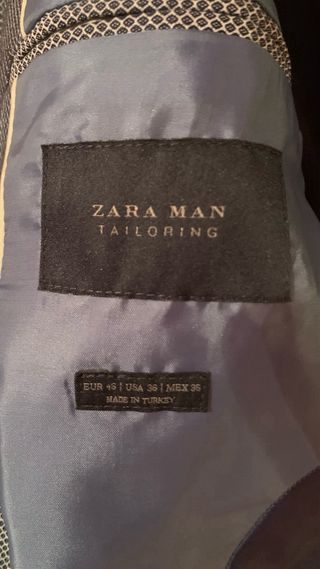 ZARA MAN
TAILORING
EUR 46 | USA 36 | MEX 36
MADE IN TURKEY